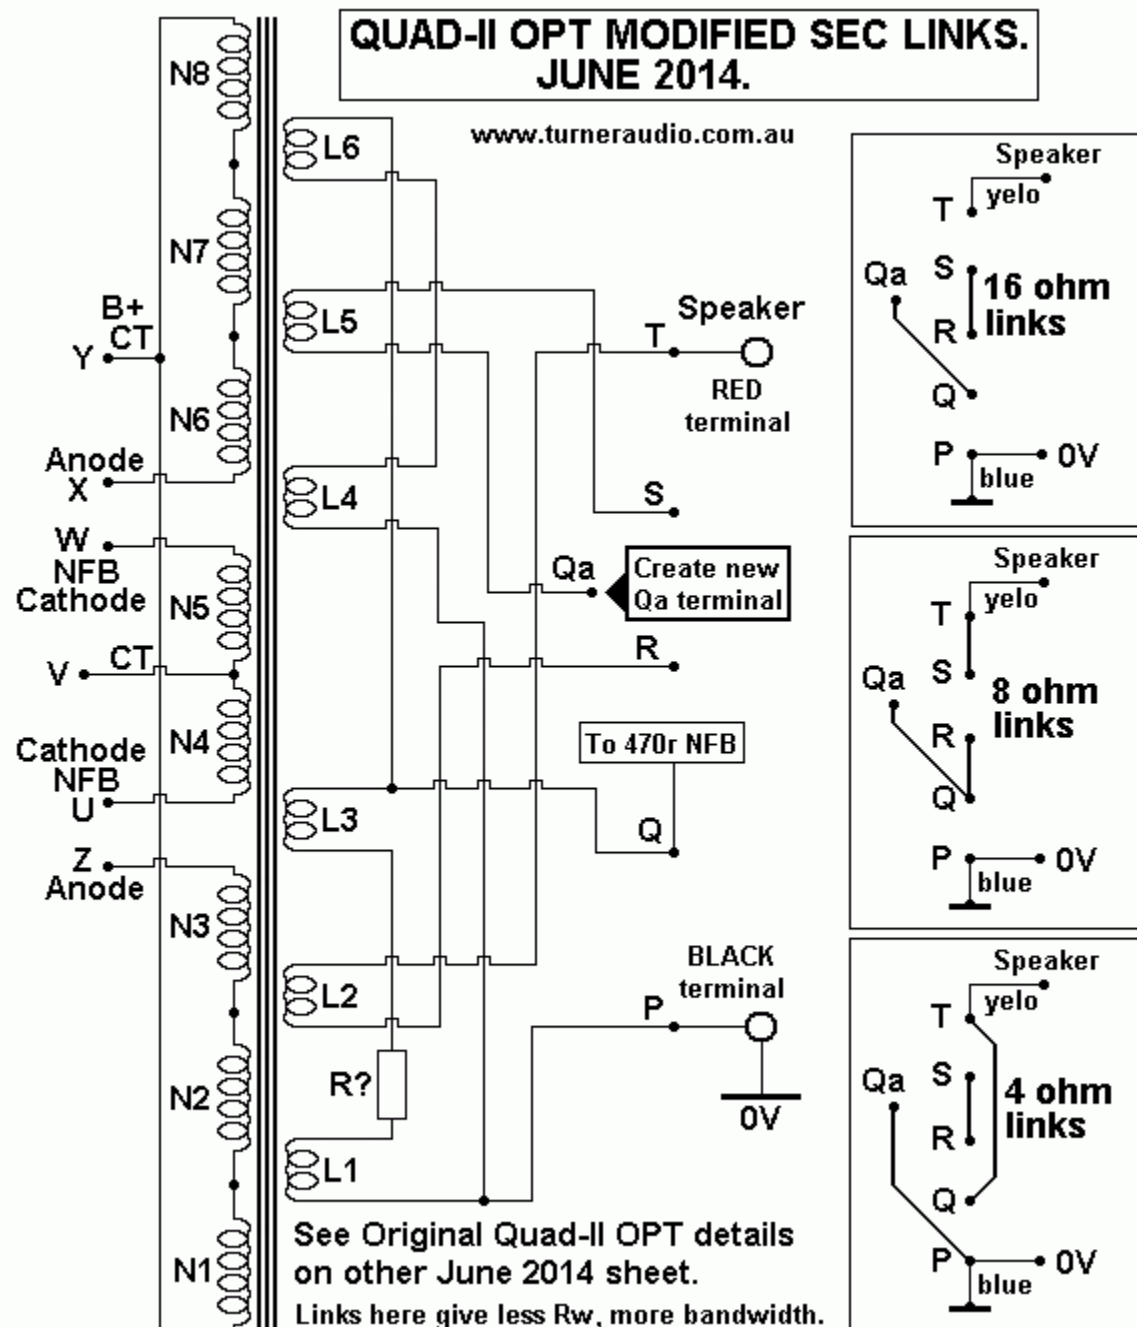 QUAD-II OPT MODIFIED SEC LINKS.
JUNE 2014.
www.turneraudio.com.au
N8
L6
N7
B+
CT
Y
L5
N6
Anode
X
L4
W
NFB
Cathode
N5
CT
V
Cathode
NFB
U
N4
L3
Z
Anode
N3
L2
R?
N2
L1
N1
Speaker
T
RED
terminal
S
Qa
Create new
Qa terminal
R
To 470r NFB
Q
BLACK
terminal
P
0V
See Original Quad-II OPT details
on other June 2014 sheet.
Links here give less Rw, more bandwidth.
Speaker
T
yelo
Qa
S
16 ohm
R
links
Q
P
0V
blue
Speaker
T
yelo
Qa
S
8 ohm
R
links
Q
P
0V
blue
Speaker
T
yelo
Qa
S
4 ohm
R
links
Q
P
0V
blue